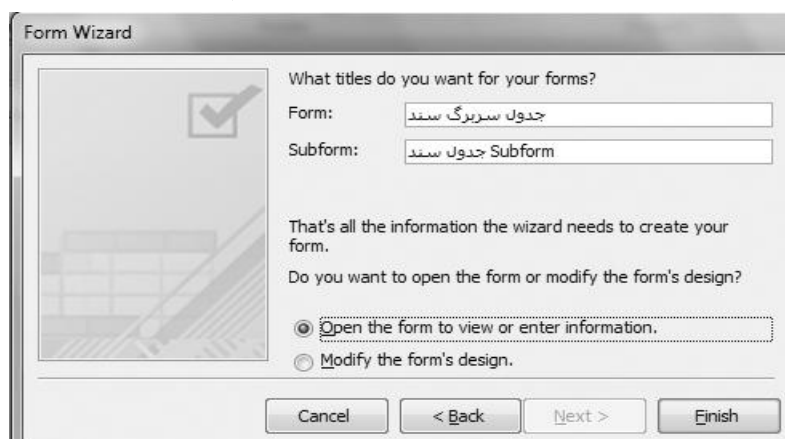 Form Wizard
What titles do you want for your forms?
Form: جدول سربرگ سند
Subform: جدول سند Subform
That's all the information the wizard needs to create your
form.
Do you want to open the form or modify the form's design?
Open the form to view or enter information.
Modify the form's design.
Cancel < Back Next > Finish